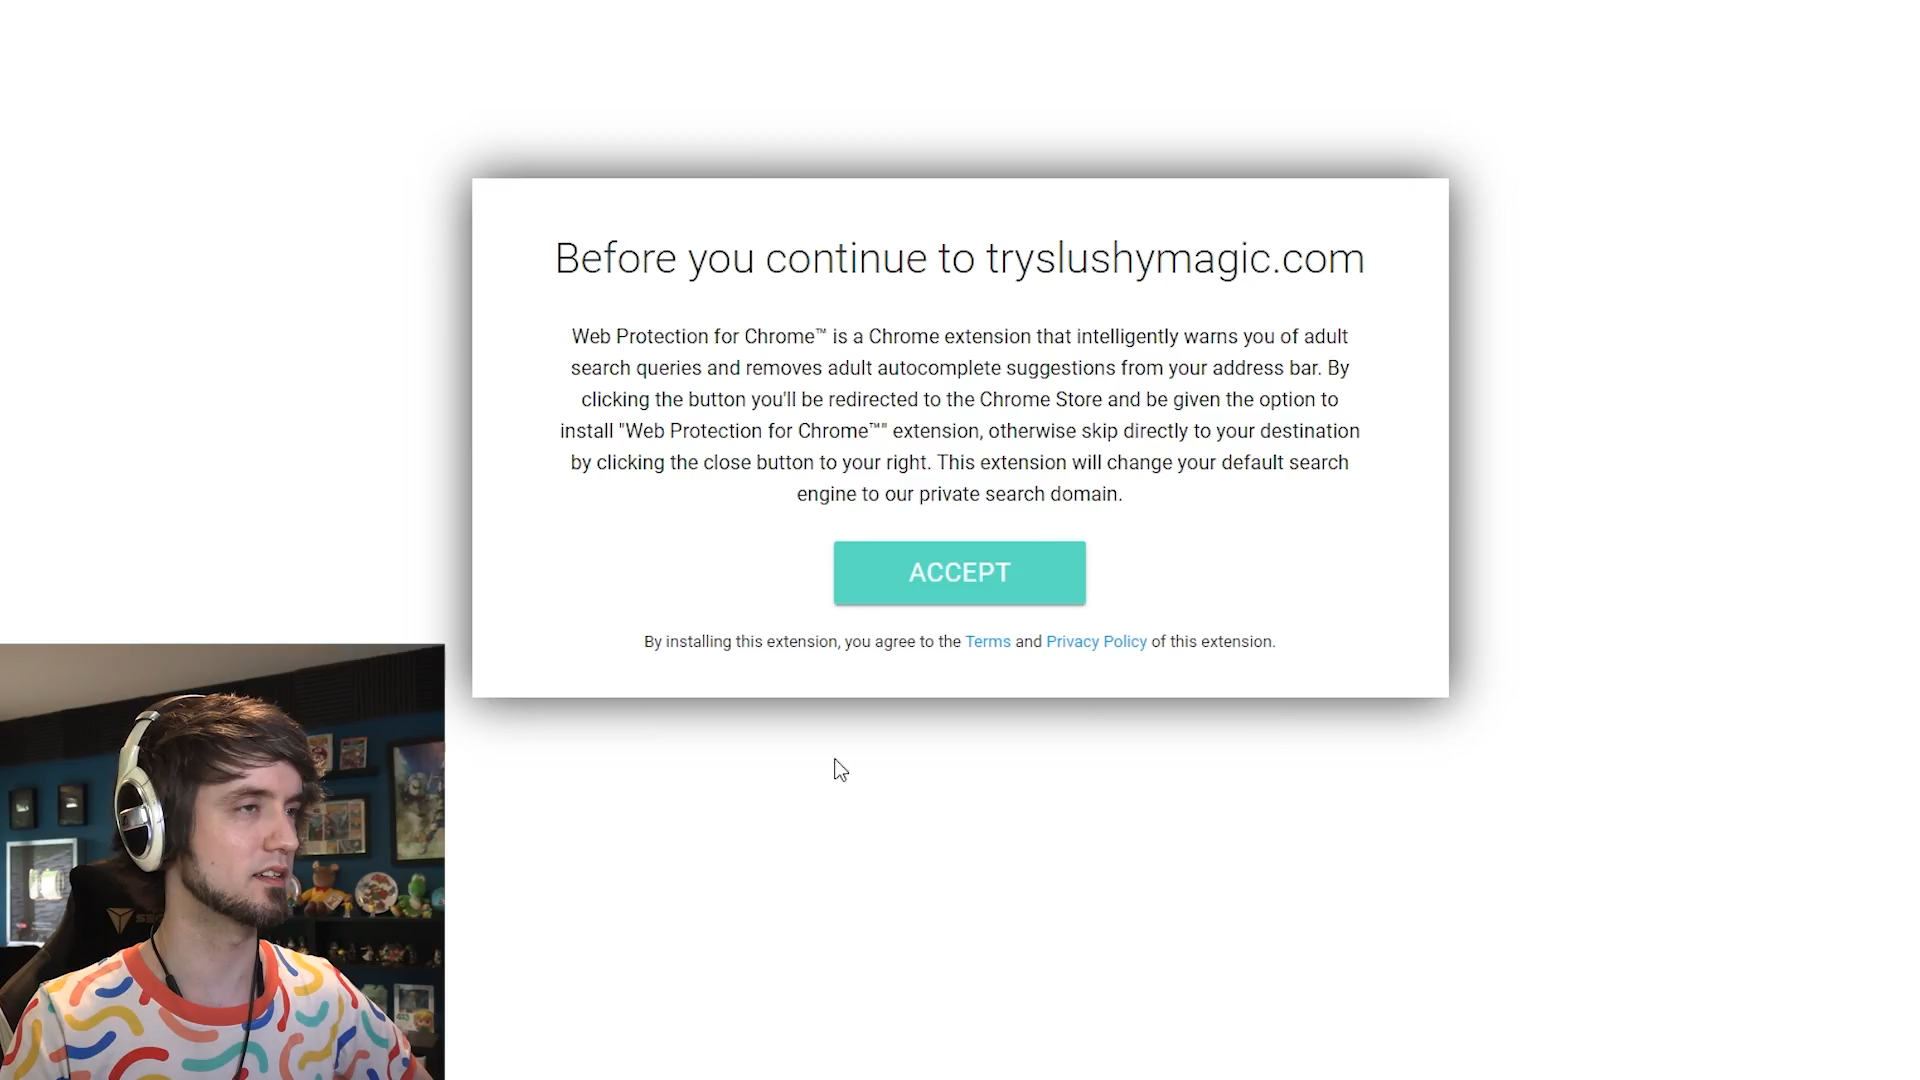 Before you continue to tryslushymagic.com
Web Protection for Chrome™ is a Chrome extension that intelligently warns you of adult
search queries and removes adult autocomplete suggestions from your address bar. By
clicking the button you'll be redirected to the Chrome Store and be given the option to
install "Web Protection for Chrome™" extension, otherwise skip directly to your destination
by clicking the close button to your right. This extension will change your default search
engine to our private search domain.
ACCEPT
By installing this extension, you agree to the Terms and Privacy Policy of this extension.